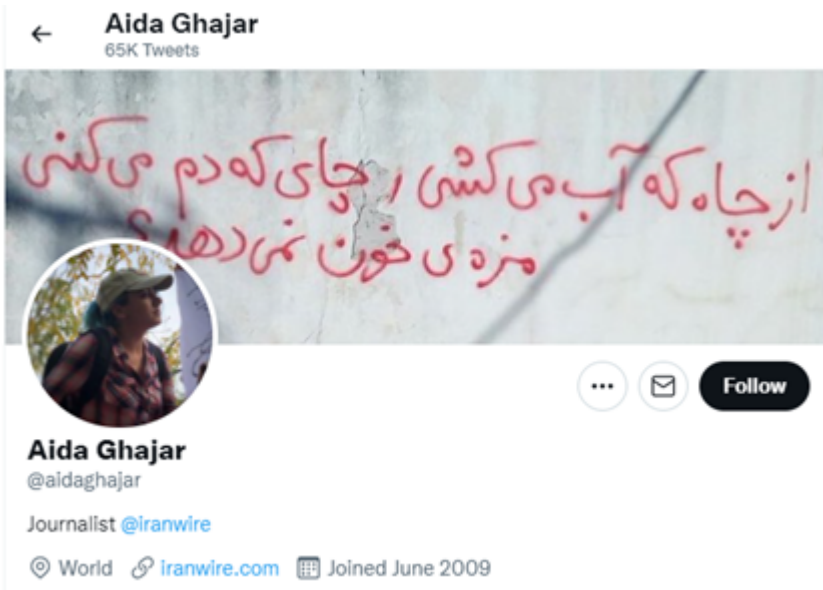 Aida Ghajar
65K Tweets
از چاه که آب می کشی ، چای که دم می کنی
مزه ی خون نمی دهد؟
Follow
Aida Ghajar
@aidaghajar
Journalist @iranwire
World iranwire.com Joined June 2009